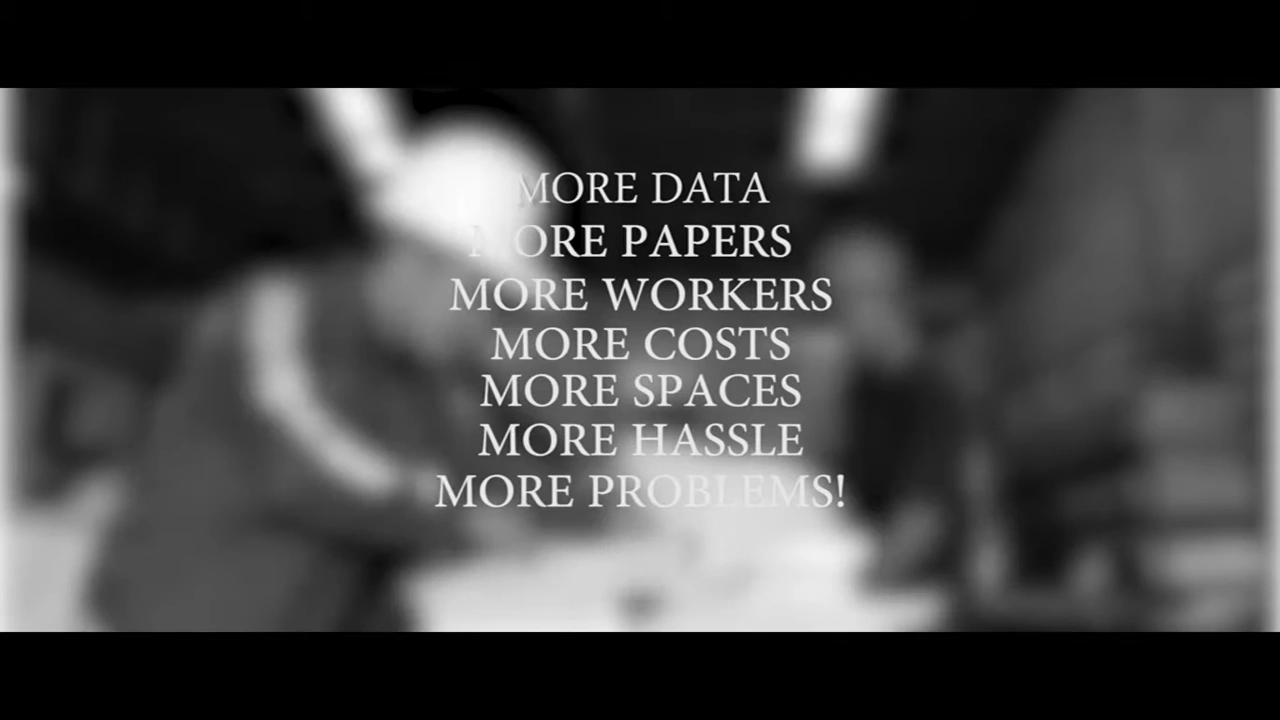 MORE DATA
MORE PAPERS
MORE WORKERS
MORE COSTS
MORE SPACES
MORE HASSLE
MORE PROBLEMS!